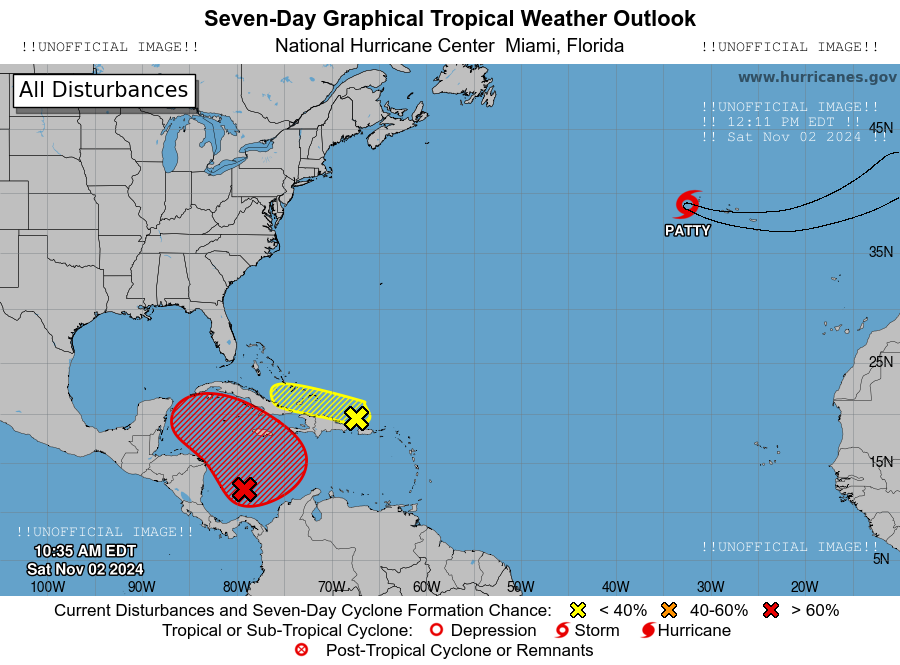 Seven-Day Graphical Tropical Weather Outlook
!!UNOFFICIAL IMAGE!! National Hurricane Center Miami, Florida !!UNOFFICIAL IMAGE!!
All Disturbances
www.hurricanes.gov
!!UNOFFICIAL IMAGE!!
!! 12:11 PM EDT !!
!! Sat Nov 02 2024 !!
45N
PATTY
35N
25N
15N
!!UNOFFICIAL IMAGE!!
10:35 AM EDT
Sat Nov 02 2024
!!UNOFFICIAL IMAGE!!
5N
100W 90W 80W 70W 60W 50W 40W 30W 20W
Current Disturbances and Seven-Day Cyclone Formation Chance: < 40% 40-60% > 60%
Tropical or Sub-Tropical Cyclone: Depression Storm Hurricane
Post-Tropical Cyclone or Remnants